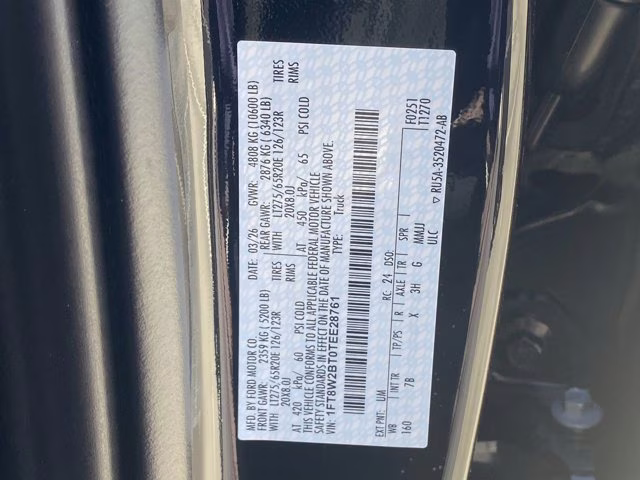 MFD. BY FORD MOTOR CO.
DATE: 03/26 GVWR: 4808 KG (10600 LB)
FRONT GAWR: 2359 KG (5200 LB) REAR GAWR: 2876 KG (6340 LB)
LT275/65R20E 126/123R WITH LT275/65R20E 126/123R TIRES
20X8.0J RIMS 20X8.0J RIMS
AT 420 kPa/ 60 PSI COLD AT 450 kPa/ 65 PSI COLD
THIS VEHICLE CONFORMS TO ALL APPLICABLE FEDERAL MOTOR VEHICLE
SAFETY STANDARDS IN EFFECT ON THE DATE OF MANUFACTURE SHOWN ABOVE.
VIN: 1FT8W2BT0TEE28761 TYPE: Truck
F0251
T1270
EXT PNT: UM RC: 24 DSO:
WB INT TR TP/PS R AXLE TR SPR
160 7B X 3H G MMJJ
ULC
▽ RU5A-3520472-AB